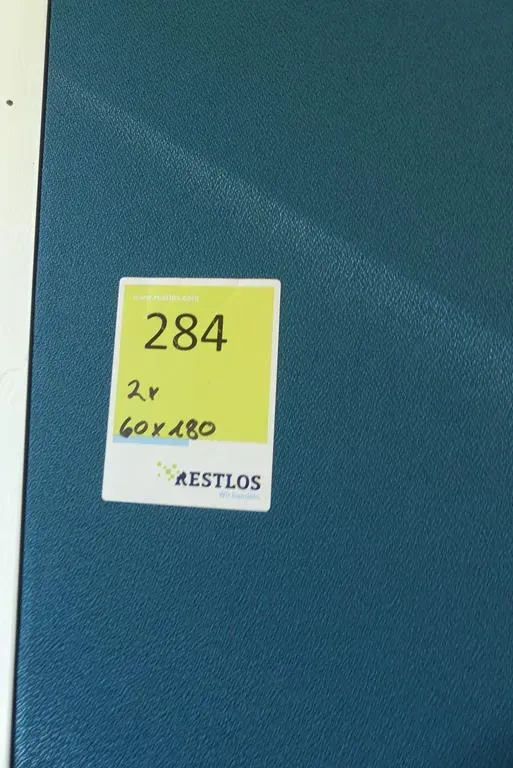 www.restlos.com
284
2x
60x180
RESTLOS
Wir handeln.